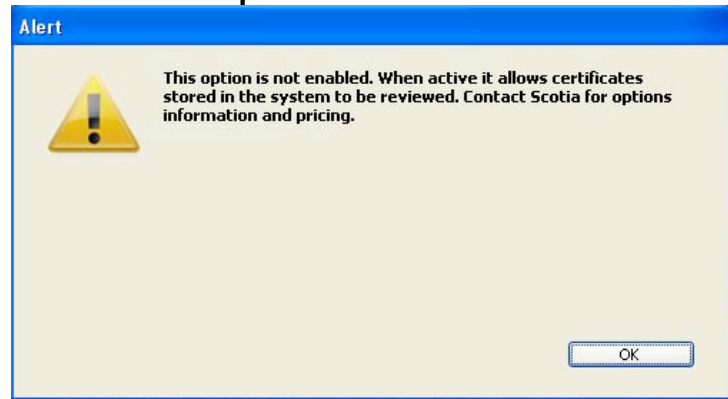 Alert
This option is not enabled. When active it allows certificates
stored in the system to be reviewed. Contact Scotia for options
information and pricing.
OK